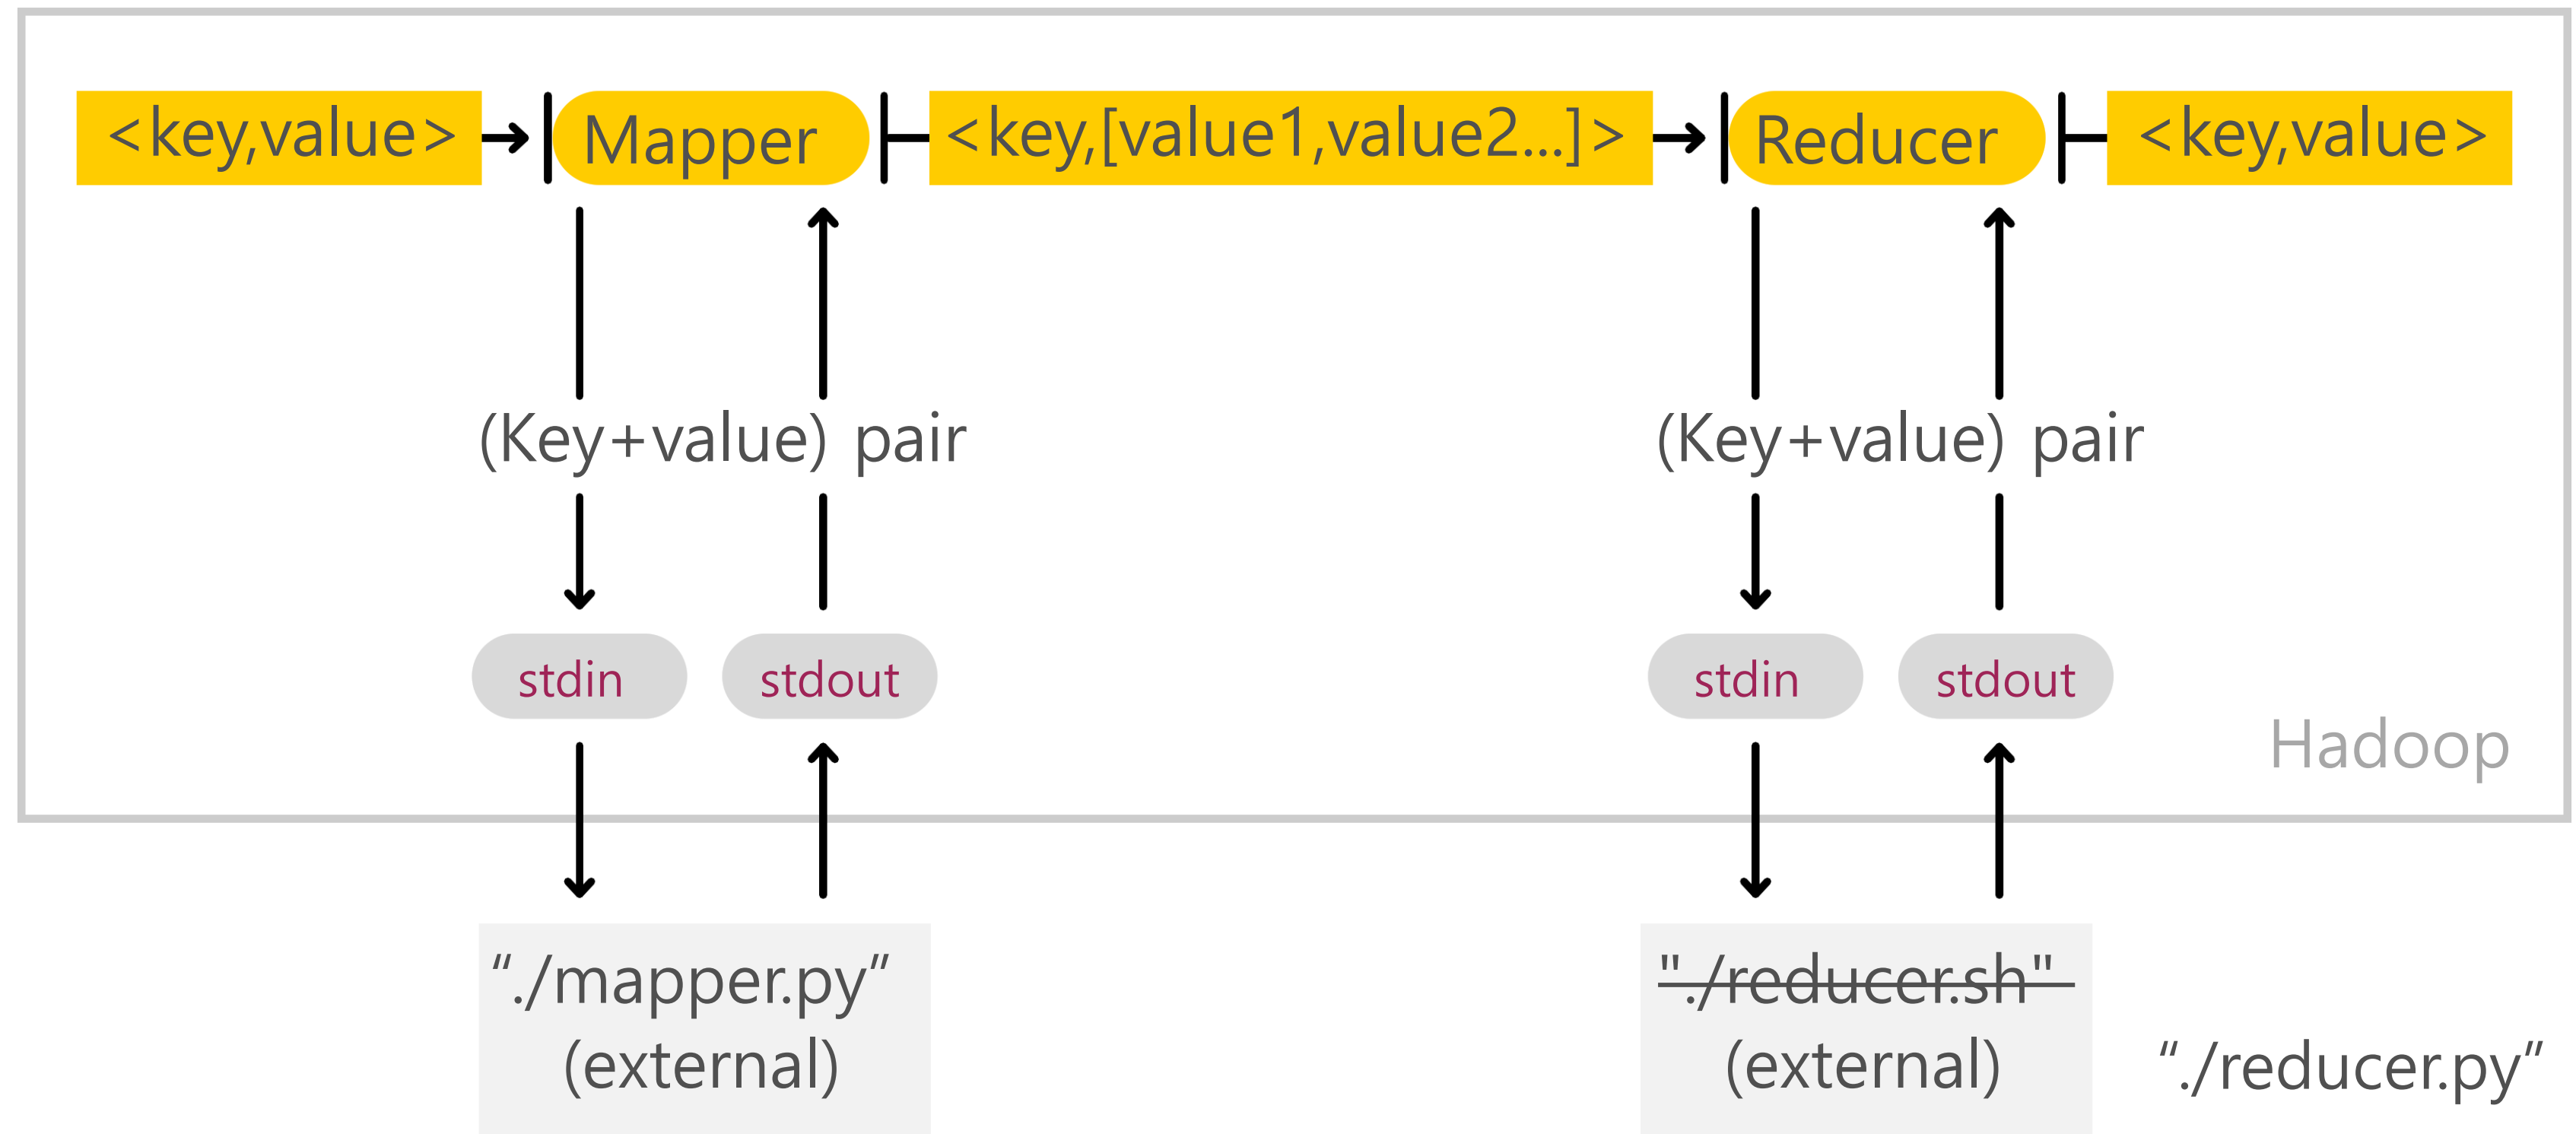 <key,value>
Mapper
<key,[value1,value2...]>
Reducer
<key,value>
(Key+value) pair
(Key+value) pair
stdin
stdout
stdin
stdout
Hadoop
“./mapper.py”
(external)
"./reducer.sh"
(external)
“./reducer.py”